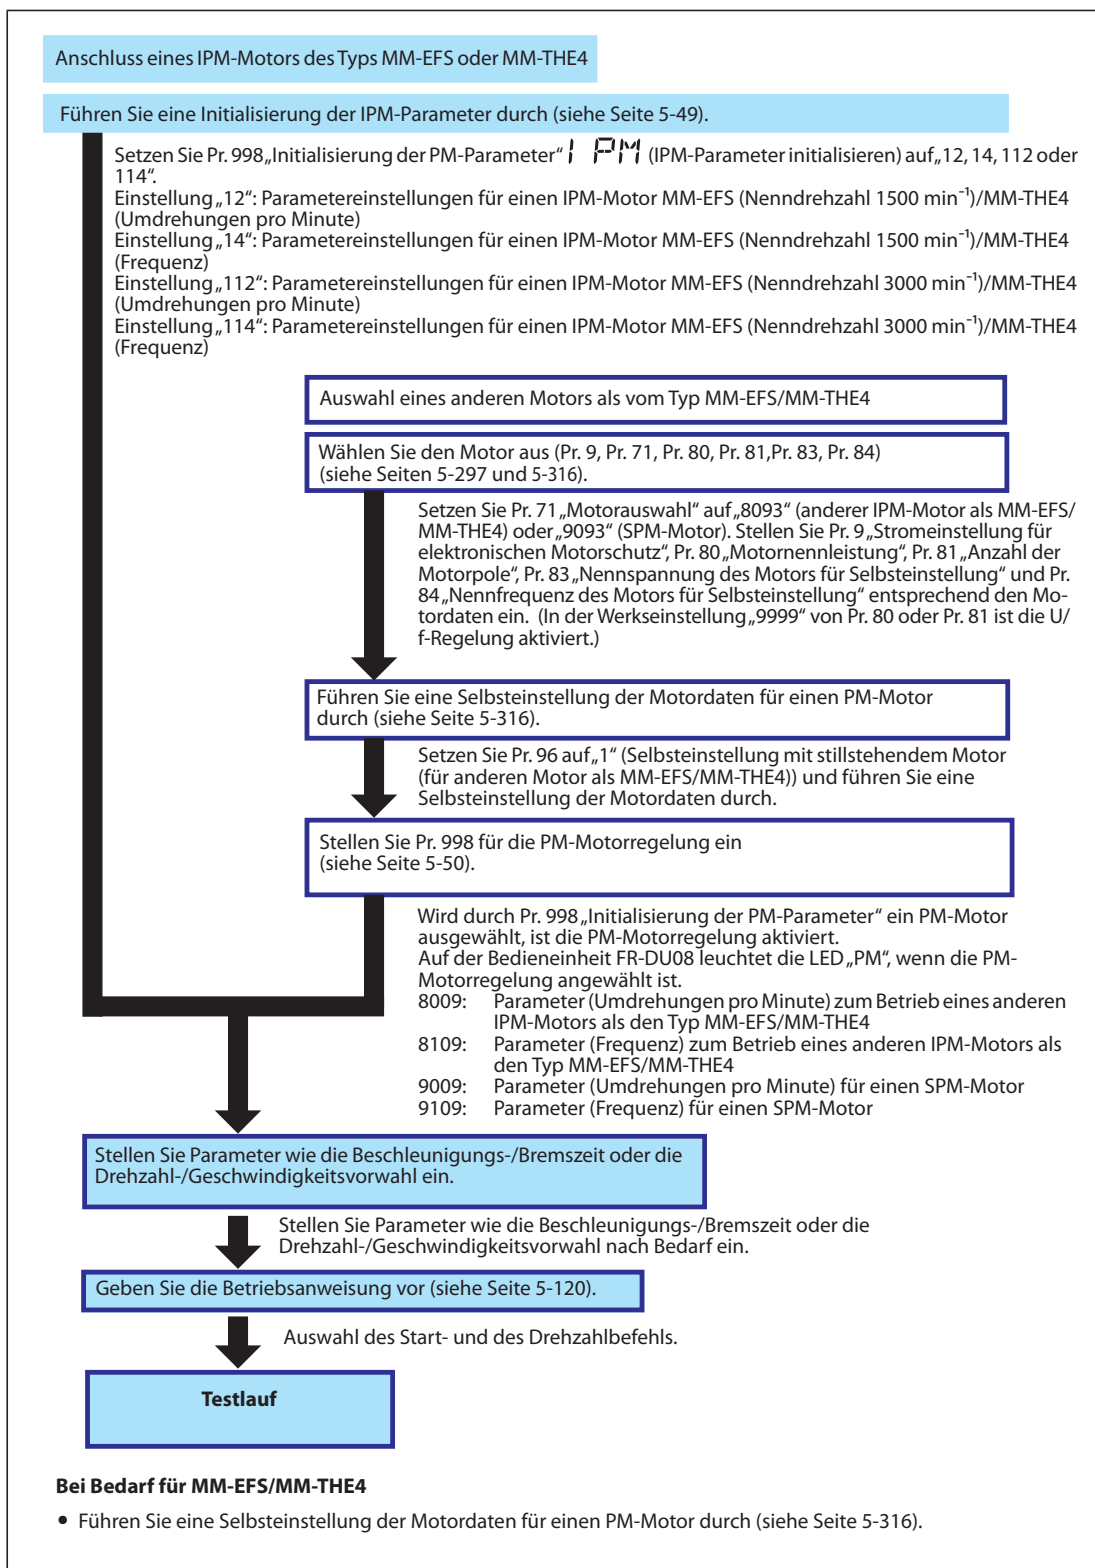 Anschluss eines IPM-Motors des Typs MM-EFS oder MM-THE4
Führen Sie eine Initialisierung der IPM-Parameter durch (siehe Seite 5-49).
Setzen Sie Pr. 998 „Initialisierung der PM-Parameter“ IPM (IPM-Parameter initialisieren) auf „12, 14, 112 oder
114“.
Einstellung „12“: Parametereinstellungen für einen IPM-Motor MM-EFS (Nenndrehzahl 1500 min⁻¹)/MM-THE4
(Umdrehungen pro Minute)
Einstellung „14“: Parametereinstellungen für einen IPM-Motor MM-EFS (Nenndrehzahl 1500 min⁻¹)/MM-THE4
(Frequenz)
Einstellung „112“: Parametereinstellungen für einen IPM-Motor MM-EFS (Nenndrehzahl 3000 min⁻¹)/MM-THE4
(Umdrehungen pro Minute)
Einstellung „114“: Parametereinstellungen für einen IPM-Motor MM-EFS (Nenndrehzahl 3000 min⁻¹)/MM-THE4
(Frequenz)
Auswahl eines anderen Motors als vom Typ MM-EFS/MM-THE4
Wählen Sie den Motor aus (Pr. 9, Pr. 71, Pr. 80, Pr. 81,Pr. 83, Pr. 84)
(siehe Seiten 5-297 und 5-316).
Setzen Sie Pr. 71 „Motorauswahl“ auf „8093“ (anderer IPM-Motor als MM-EFS/
MM-THE4) oder „9093“ (SPM-Motor). Stellen Sie Pr. 9 „Stromeinstellung für
elektronischen Motorschutz“, Pr. 80 „Motornennleistung“, Pr. 81 „Anzahl der
Motorpole“, Pr. 83 „Nennspannung des Motors für Selbsteinstellung“ und Pr.
84 „Nennfrequenz des Motors für Selbsteinstellung“ entsprechend den Mo-
tordaten ein. (In der Werkseinstellung „9999“ von Pr. 80 oder Pr. 81 ist die U/
f-Regelung aktiviert.)
Führen Sie eine Selbsteinstellung der Motordaten für einen PM-Motor
durch (siehe Seite 5-316).
Setzen Sie Pr. 96 auf „1“ (Selbsteinstellung mit stillstehendem Motor
(für anderen Motor als MM-EFS/MM-THE4)) und führen Sie eine
Selbsteinstellung der Motordaten durch.
Stellen Sie Pr. 998 für die PM-Motorregelung ein
(siehe Seite 5-50).
Wird durch Pr. 998 „Initialisierung der PM-Parameter“ ein PM-Motor
ausgewählt, ist die PM-Motorregelung aktiviert.
Auf der Bedieneinheit FR-DU08 leuchtet die LED „PM“, wenn die PM-
Motorregelung angewählt ist.
8009: Parameter (Umdrehungen pro Minute) zum Betrieb eines anderen
IPM-Motors als den Typ MM-EFS/MM-THE4
8109: Parameter (Frequenz) zum Betrieb eines anderen IPM-Motors als
den Typ MM-EFS/MM-THE4
9009: Parameter (Umdrehungen pro Minute) für einen SPM-Motor
9109: Parameter (Frequenz) für einen SPM-Motor
Stellen Sie Parameter wie die Beschleunigungs-/Bremszeit oder die
Drehzahl-/Geschwindigkeitsvorwahl ein.
Stellen Sie Parameter wie die Beschleunigungs-/Bremszeit oder die
Drehzahl-/Geschwindigkeitsvorwahl nach Bedarf ein.
Geben Sie die Betriebsanweisung vor (siehe Seite 5-120).
Auswahl des Start- und des Drehzahlbefehls.
Testlauf
Bei Bedarf für MM-EFS/MM-THE4
• Führen Sie eine Selbsteinstellung der Motordaten für einen PM-Motor durch (siehe Seite 5-316).